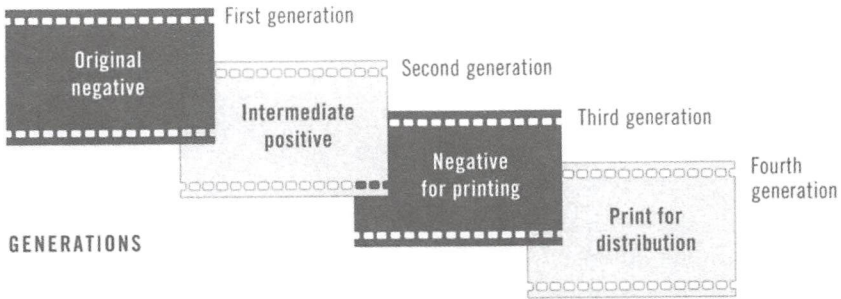 First generation
Original
negative
Second generation
Intermediate
positive
Third generation
Negative
for printing
Fourth
generation
Print for
distribution
GENERATIONS